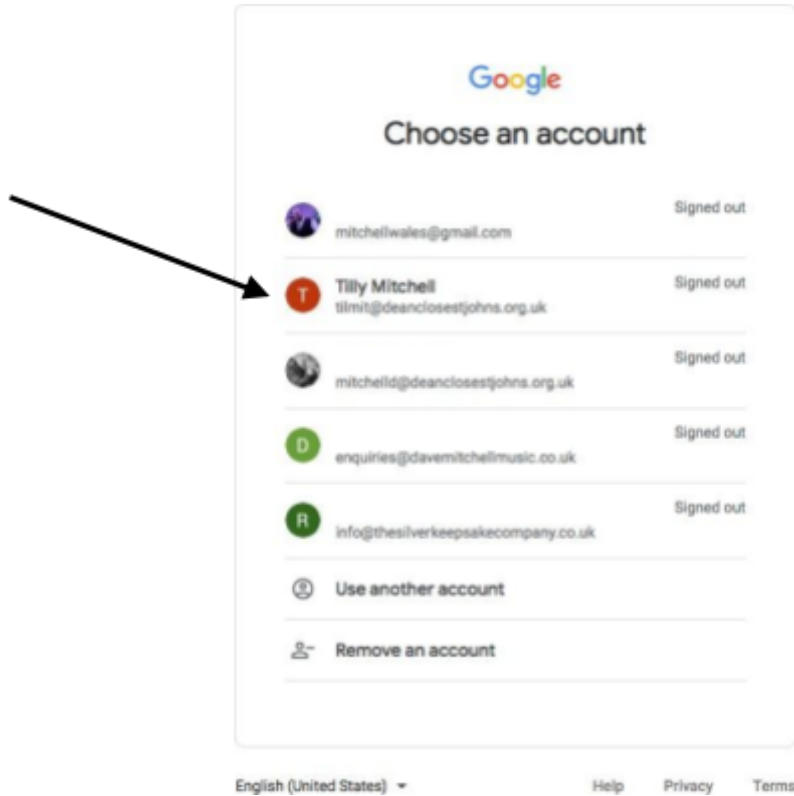 Google
Choose an account
Signed out
mitchellwales@gmail.com
Tilly Mitchell
Signed out
tilmit@deanclosestjohns.org.uk
Signed out
mitchelld@deanclosestjohns.org.uk
D
Signed out
enquiries@davemitchellmusic.co.uk
R
Signed out
info@thesilverkeepsakecompany.co.uk
Use another account
Remove an account
English (United States)
Help Privacy Terms